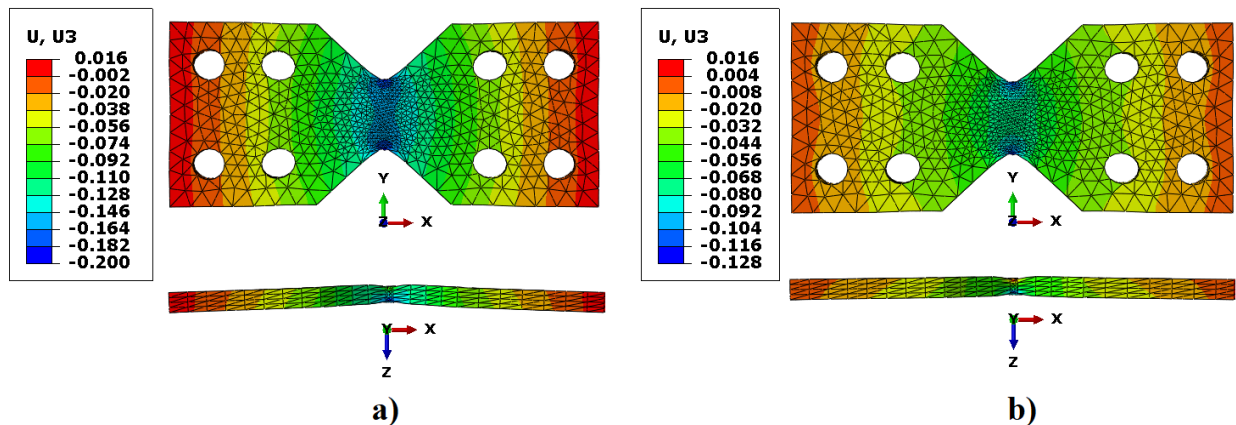 U, U3
0.016
-0.002
-0.020
-0.038
-0.056
-0.074
-0.092
-0.110
-0.128
-0.146
-0.164
-0.182
-0.200
Y
Z X
Y X
Z
a)
U, U3
0.016
0.004
-0.008
-0.020
-0.032
-0.044
-0.056
-0.068
-0.080
-0.092
-0.104
-0.116
-0.128
Y
Z X
Y X
Z
b)